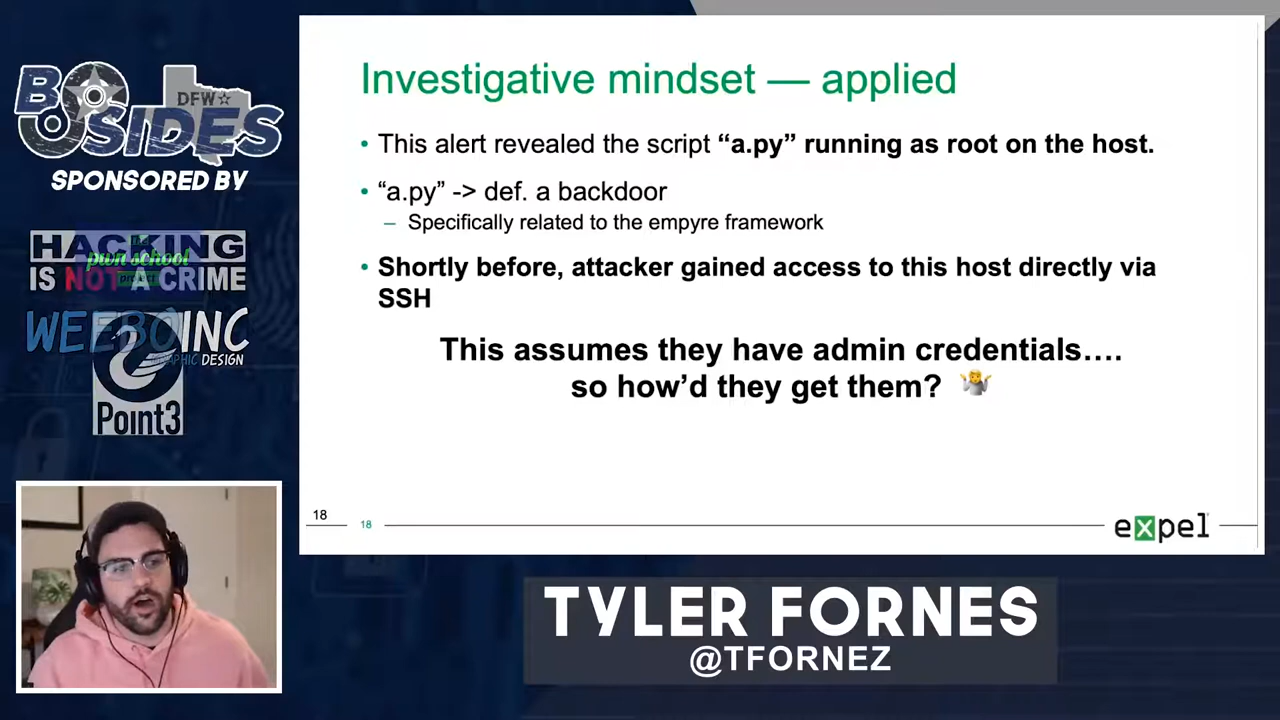 BSIDES
DFW
SPONSORED BY
HACKING
pwn school
IS NOT A CRIME
WEEBOINC
GRAPHIC DESIGN
Point3
Investigative mindset — applied
• This alert revealed the script “a.py” running as root on the host.
• “a.py” -> def. a backdoor
– Specifically related to the empyre framework
• Shortly before, attacker gained access to this host directly via
SSH
This assumes they have admin credentials….
so how’d they get them? 🤷‍♂️
18
18
expel
TYLER FORNES
@TFORNEZ